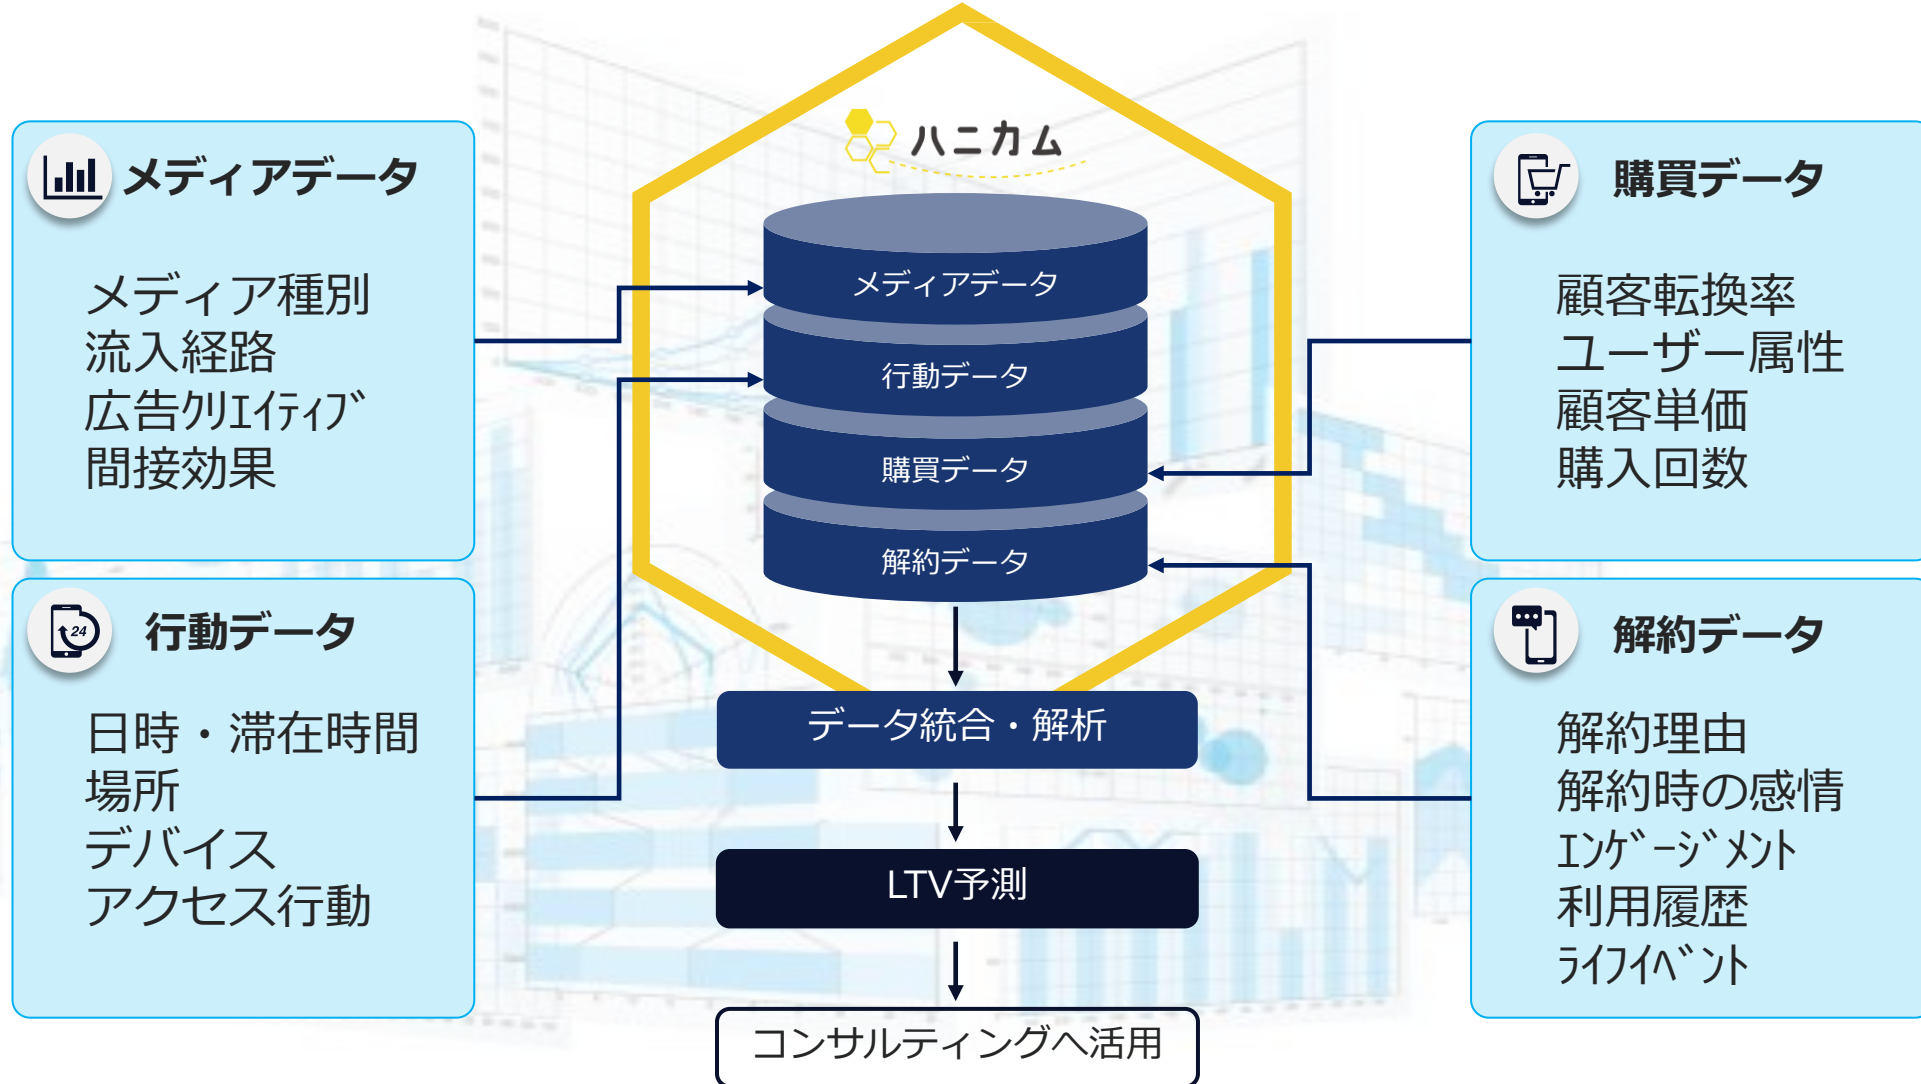 メディアデータ
メディア種別
流入経路
広告ｸﾘｴｲﾃｨﾌﾞ
間接効果
行動データ
24
日時・滞在時間
場所
デバイス
アクセス行動
ハニカム
メディアデータ
行動データ
購買データ
解約データ
データ統合・解析
LTV予測
コンサルティングへ活用
購買データ
顧客転換率
ユーザー属性
顧客単価
購入回数
解約データ
解約理由
解約時の感情
ｴﾝｹﾞｰｼﾞﾒﾝﾄ
利用履歴
ﾗｲﾌｲﾍﾞﾝﾄ